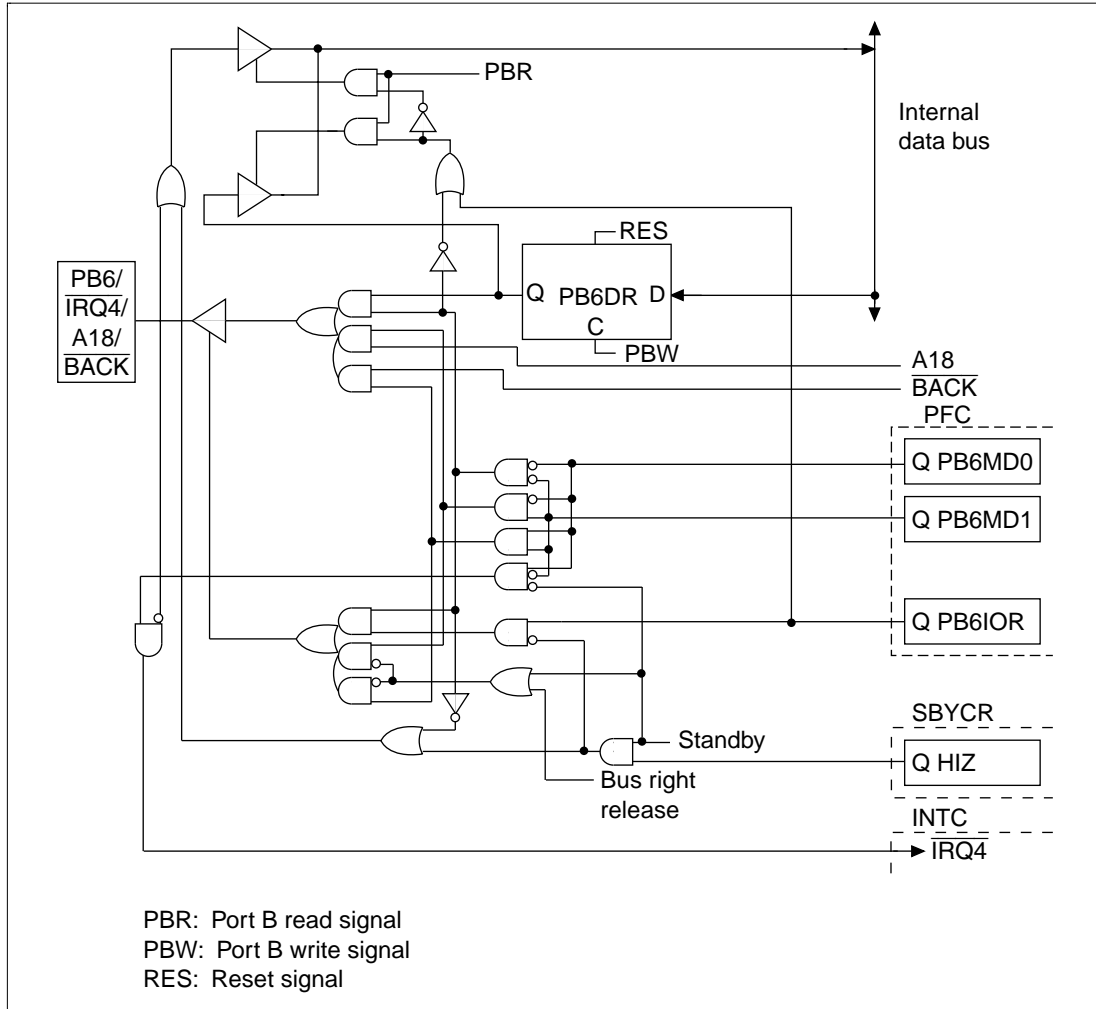 PBR
Internal
data bus
RES
Q PB6DR D
C
PBW
PB6/
IRQ4/
A18/
BACK
A18
BACK
PFC
Q PB6MD0
Q PB6MD1
Q PB6IOR
SBYCR
Standby
Q HIZ
Bus right
release
INTC
IRQ4
PBR: Port B read signal
PBW: Port B write signal
RES: Reset signal